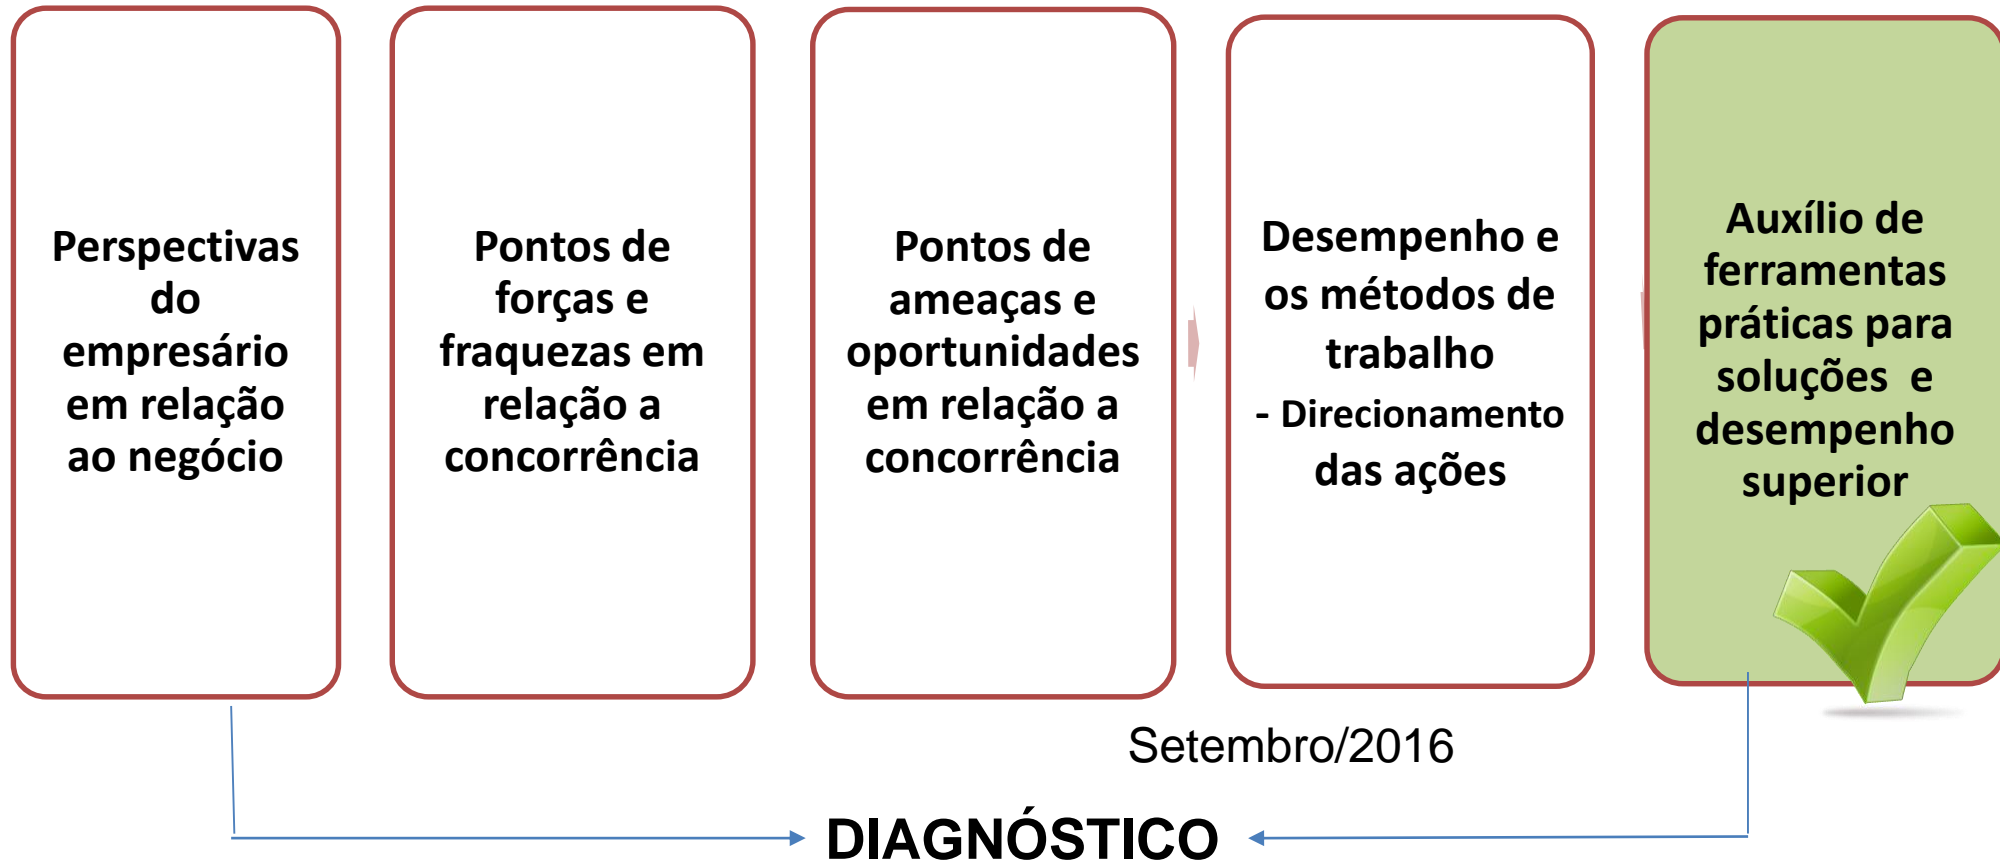 Perspectivas
do
empresário
em relação
ao negócio
Pontos de
forças e
fraquezas em
relação a
concorrência
Pontos de
ameaças e
oportunidades
em relação a
concorrência
Desempenho e
os métodos de
trabalho
- Direcionamento
das ações
Auxílio de
ferramentas
práticas para
soluções e
desempenho
superior
Setembro/2016
DIAGNÓSTICO